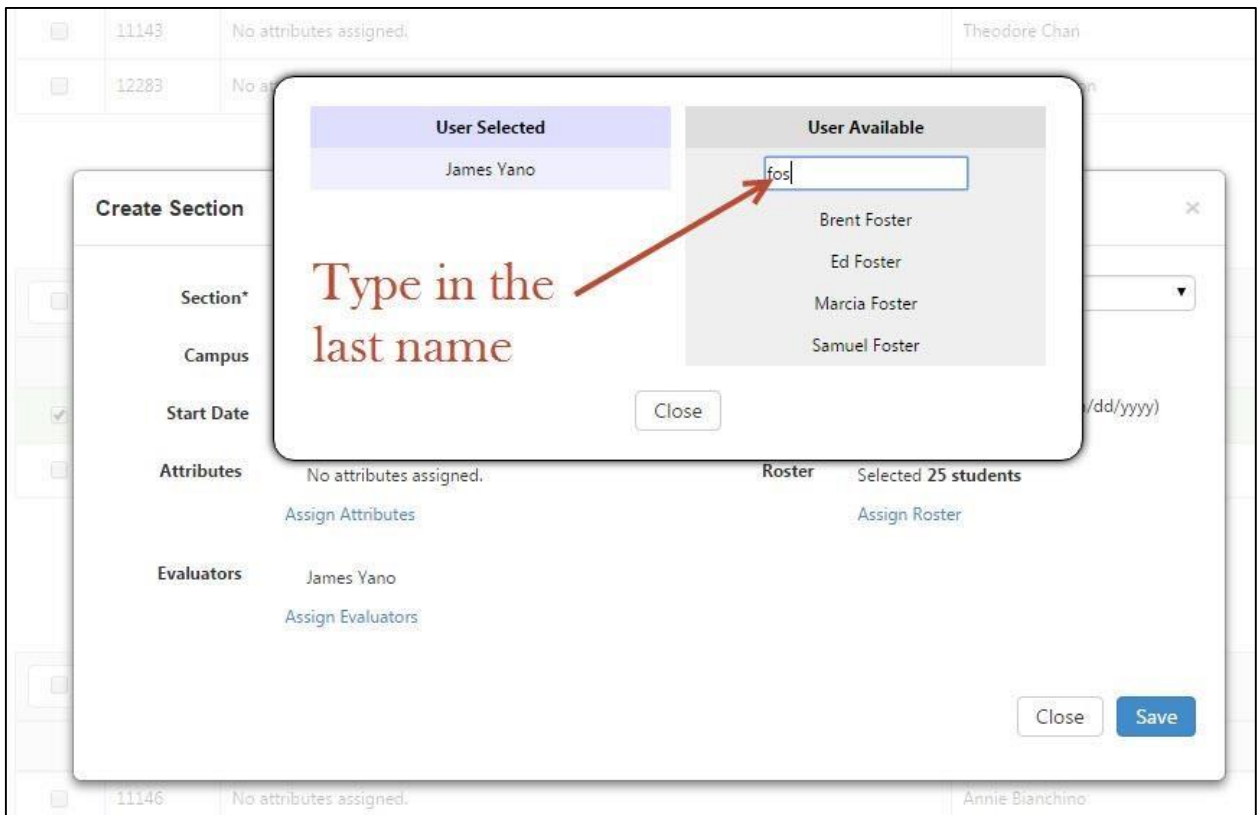 11143 No attributes assigned. Theodore Chan
12283 No
User Selected User Available
James Yano fos
Create Section ×
Brent Foster
Type in the Ed Foster
Section* Marcia Foster
last name
Campus Samuel Foster
Start Date Close /dd/yyyy)
Attributes No attributes assigned. Roster Selected 25 students
Assign Attributes Assign Roster
Evaluators James Yano
Assign Evaluators
Close Save
11146 No attributes assigned. Annie Bianchino